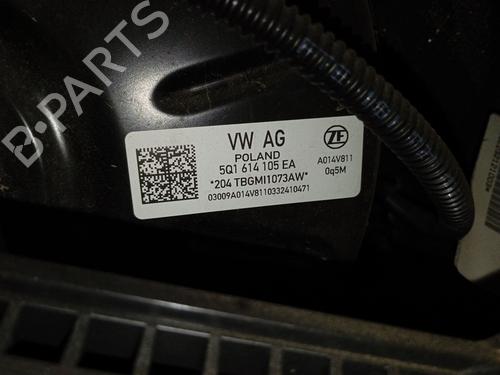 B-PARTS
VW AG
POLAND
5Q1 614 105 EA
*204 TBGMI1073AW*
03009A014V8110332410471
ZF
A014V811
0q5M